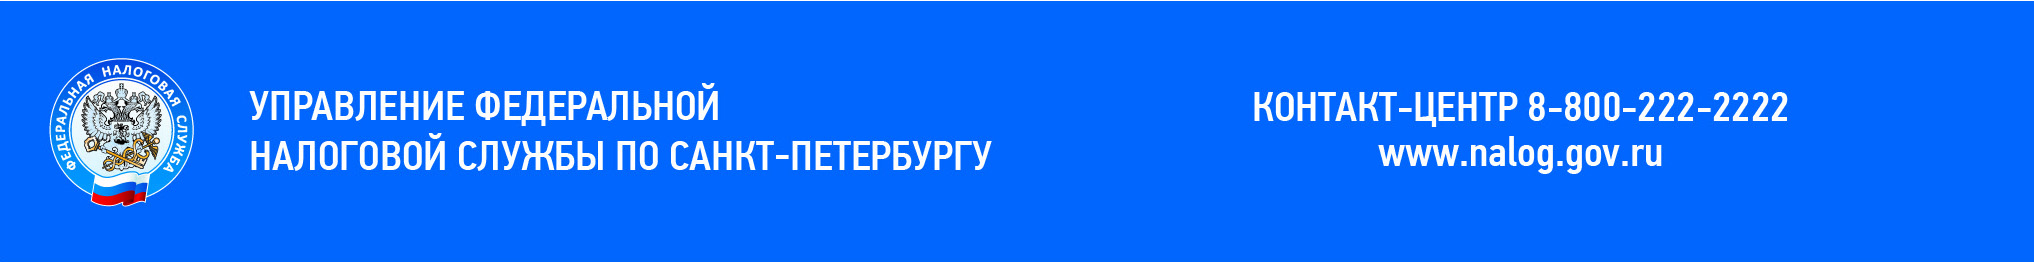 ФЕДЕРАЛЬНАЯ НАЛОГОВАЯ СЛУЖБА
УПРАВЛЕНИЕ ФЕДЕРАЛЬНОЙ
НАЛОГОВОЙ СЛУЖБЫ ПО САНКТ-ПЕТЕРБУРГУ
КОНТАКТ-ЦЕНТР 8-800-222-2222
www.nalog.gov.ru